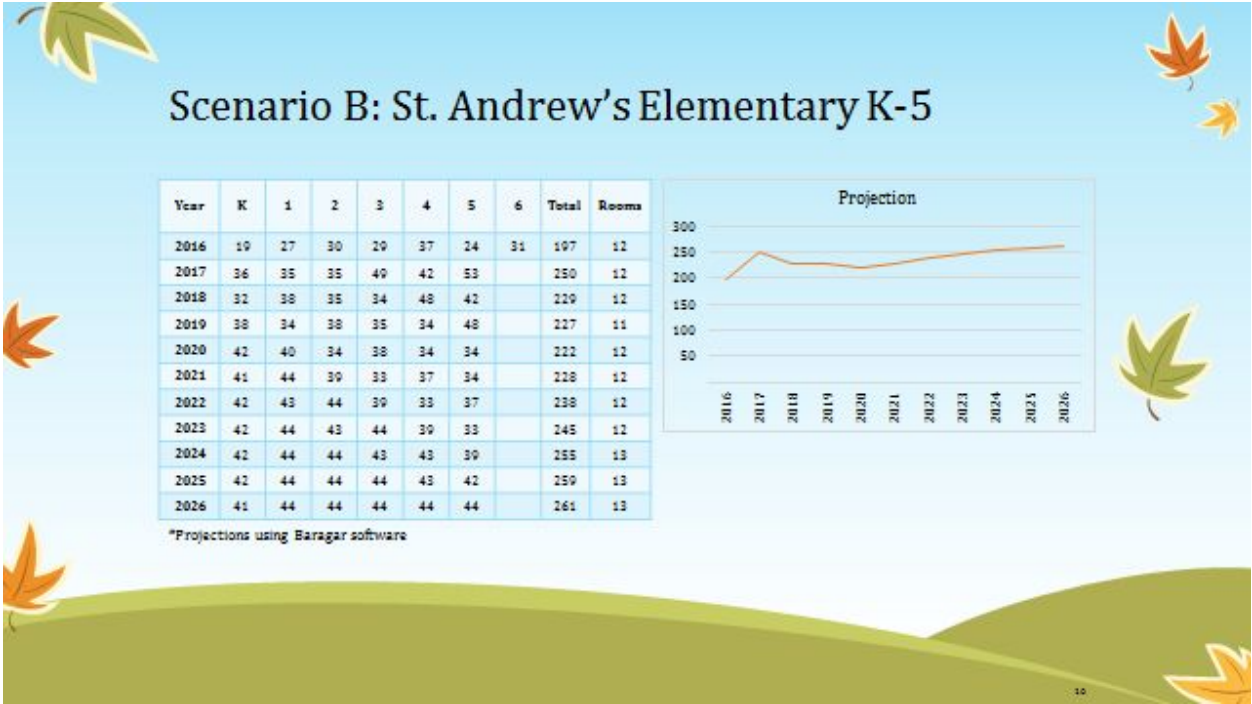 Scenario B: St. Andrew's Elementary K-5
Year K 1 2 3 4 5 6 Total Rooms
2016 19 27 30 29 37 24 31 197 12
2017 36 35 35 49 42 53 250 12
2018 32 38 35 34 48 42 229 12
2019 38 34 38 35 34 48 227 11
2020 42 40 34 38 34 34 222 12
2021 41 44 39 33 37 34 228 12
2022 42 43 44 39 33 37 238 12
2023 42 44 43 44 39 33 245 12
2024 42 44 44 43 43 39 255 13
2025 42 44 44 44 43 42 259 13
2026 41 44 44 44 44 44 261 13
*Projections using Baragar software
Projection
300
250
200
150
100
50
2016 2017 2018 2019 2020 2021 2022 2023 2024 2025 2026